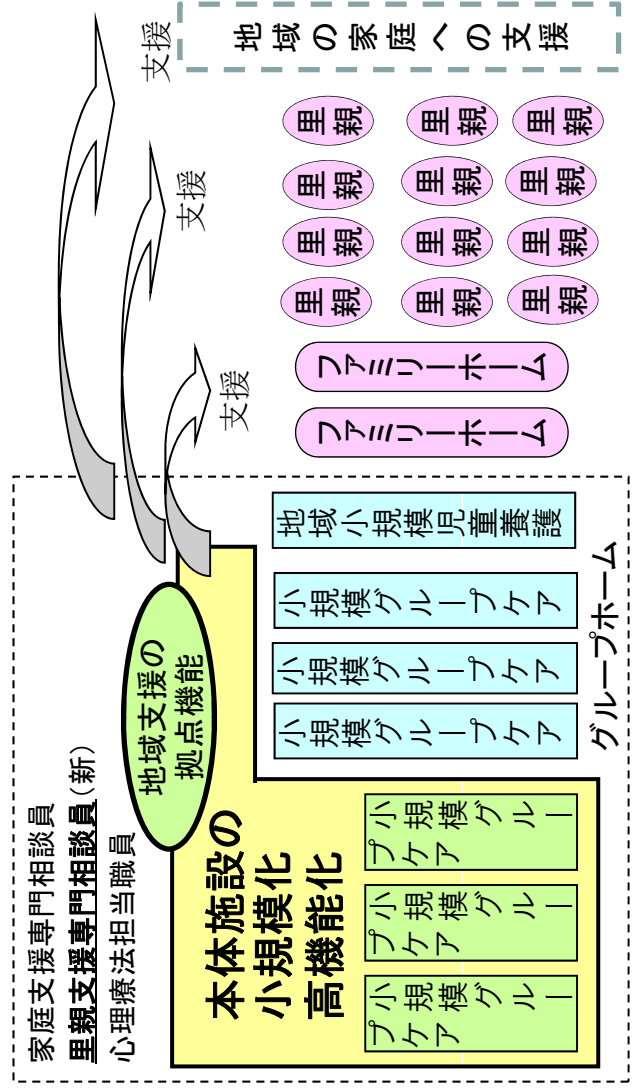 家庭支援専門相談員
里親支援専門相談員(新)
心理療法担当職員
地域支援の
拠点機能
本体施設の
小規模化
高機能化
小規模グルー
プケア
小規模グルー
プケア
小規模グルー
プケア
小規模グループケア
小規模グループケア
小規模グループケア
地域小規模児童養護
グループホーム
支援
支援
支援
ファミリーホーム
ファミリーホーム
里親
里親
里親
里親
里親
里親
里親
里親
里親
里親
里親
里親
地域の家庭への支援